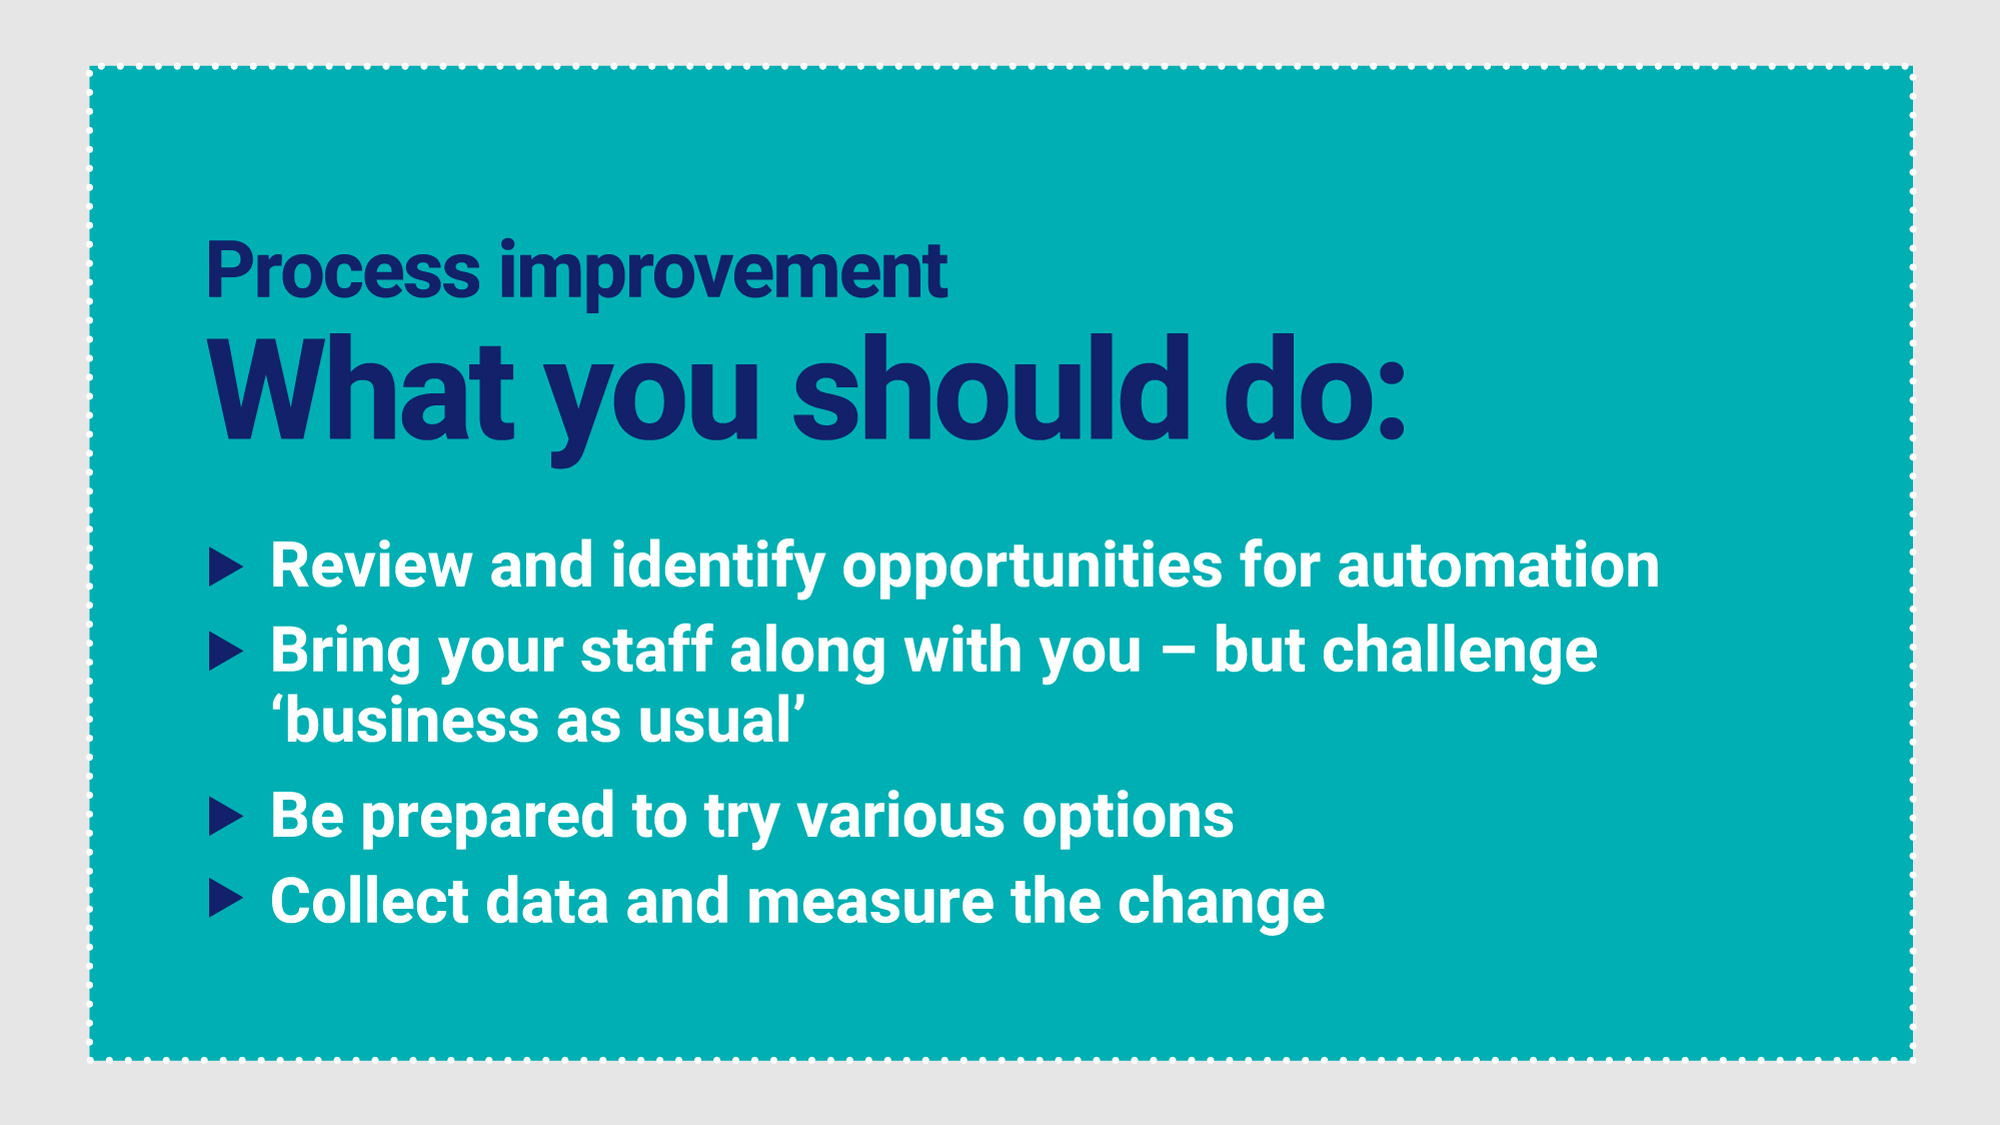 Process improvement
What you should do:
Review and identify opportunities for automation
Bring your staff along with you – but challenge
‘business as usual’
Be prepared to try various options
Collect data and measure the change